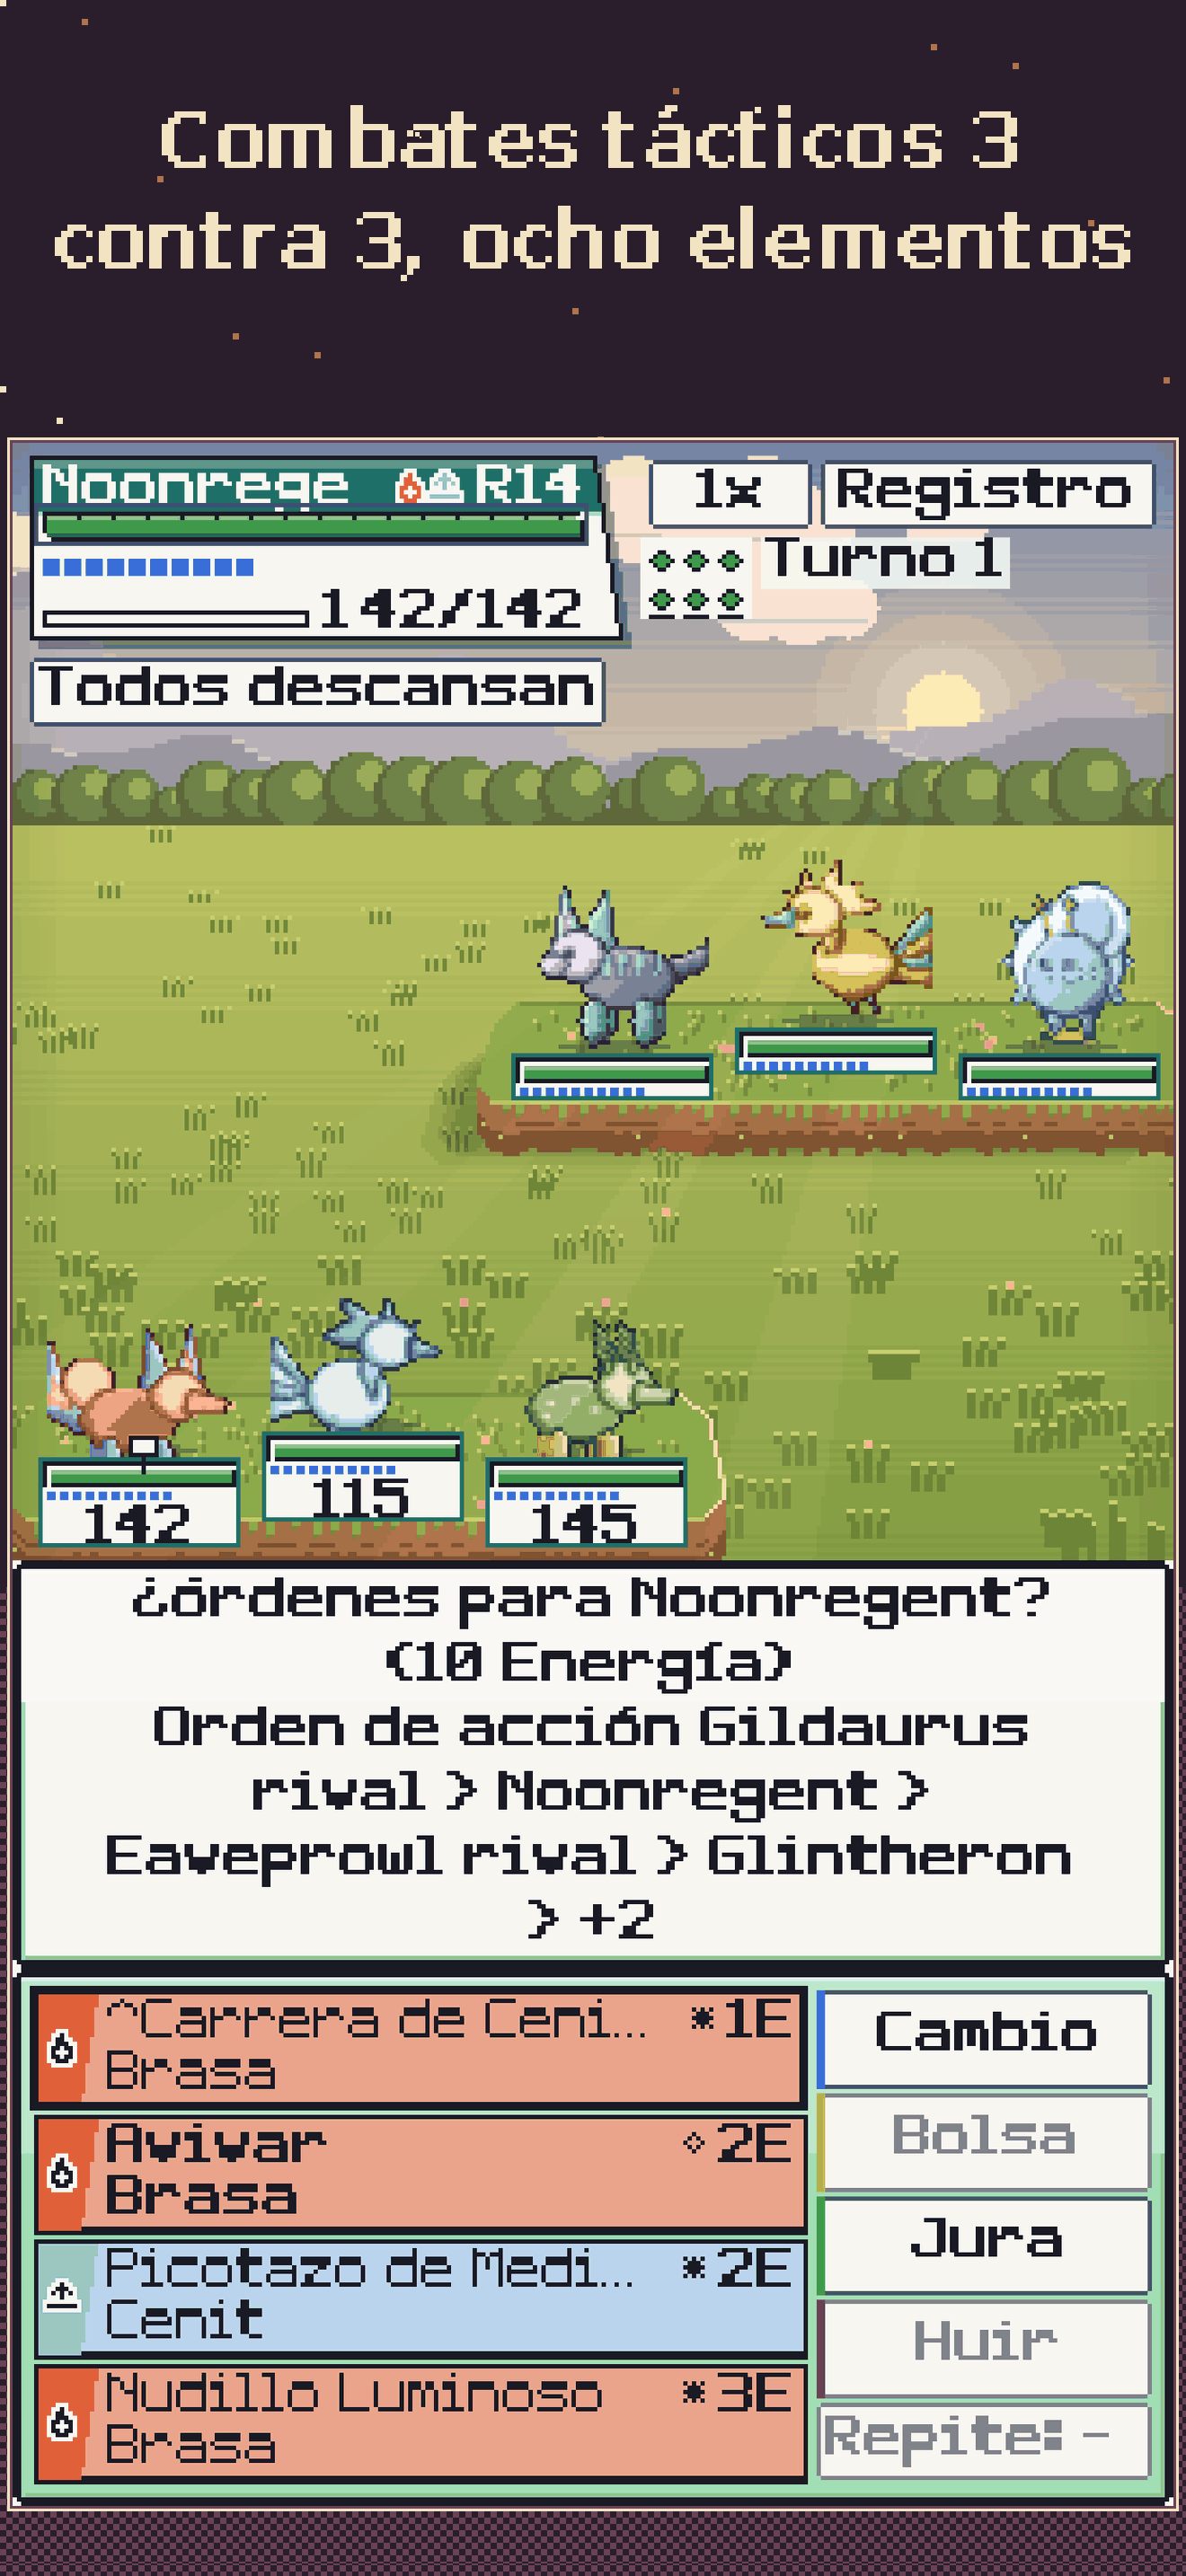 Combates tácticos 3
contra 3, ocho elementos
Noonrege R14
1x
Registro
Turno 1
142/142
Todos descansan
142
115
145
¿órdenes para Noonregent?
(10 Energía)
Orden de acción Gildaurus
rival > Noonregent >
Eaveprowl rival > Glintheron
> +2
^Carrera de Ceni... *1E
Brasa
Avivar ◇2E
Brasa
Picotazo de Medi... *2E
Cenit
Nudillo Luminoso *3E
Brasa
Cambio
Bolsa
Jura
Huir
Repite: -